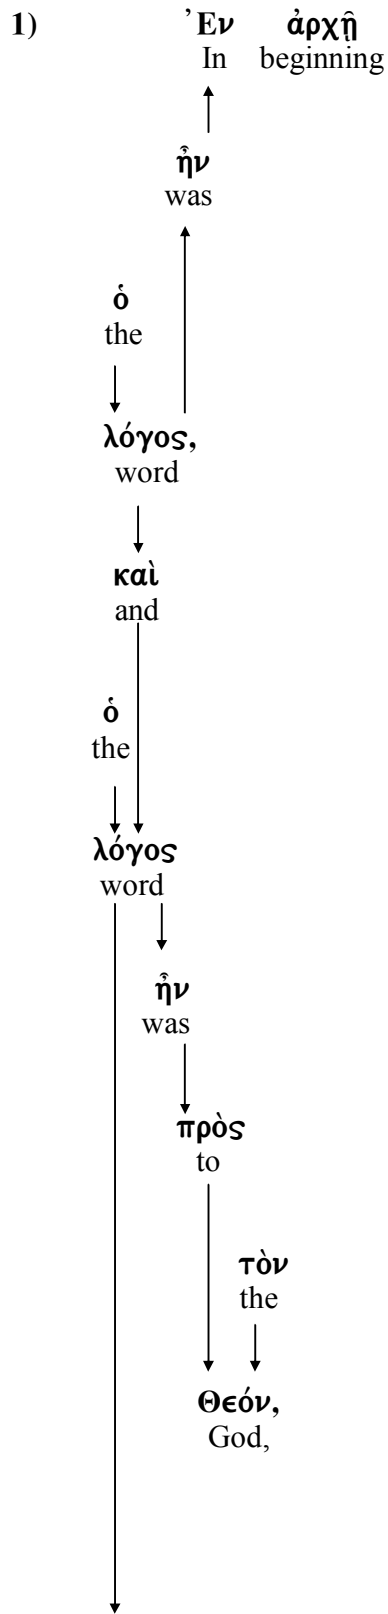 1) Ἐν ἀρχῇ
In beginning
ἦν
was
ὁ
the
λόγος,
word
καὶ
and
ὁ
the
λόγος
word
ἦν
was
πρὸς
to
τὸν
the
Θεόν,
God,